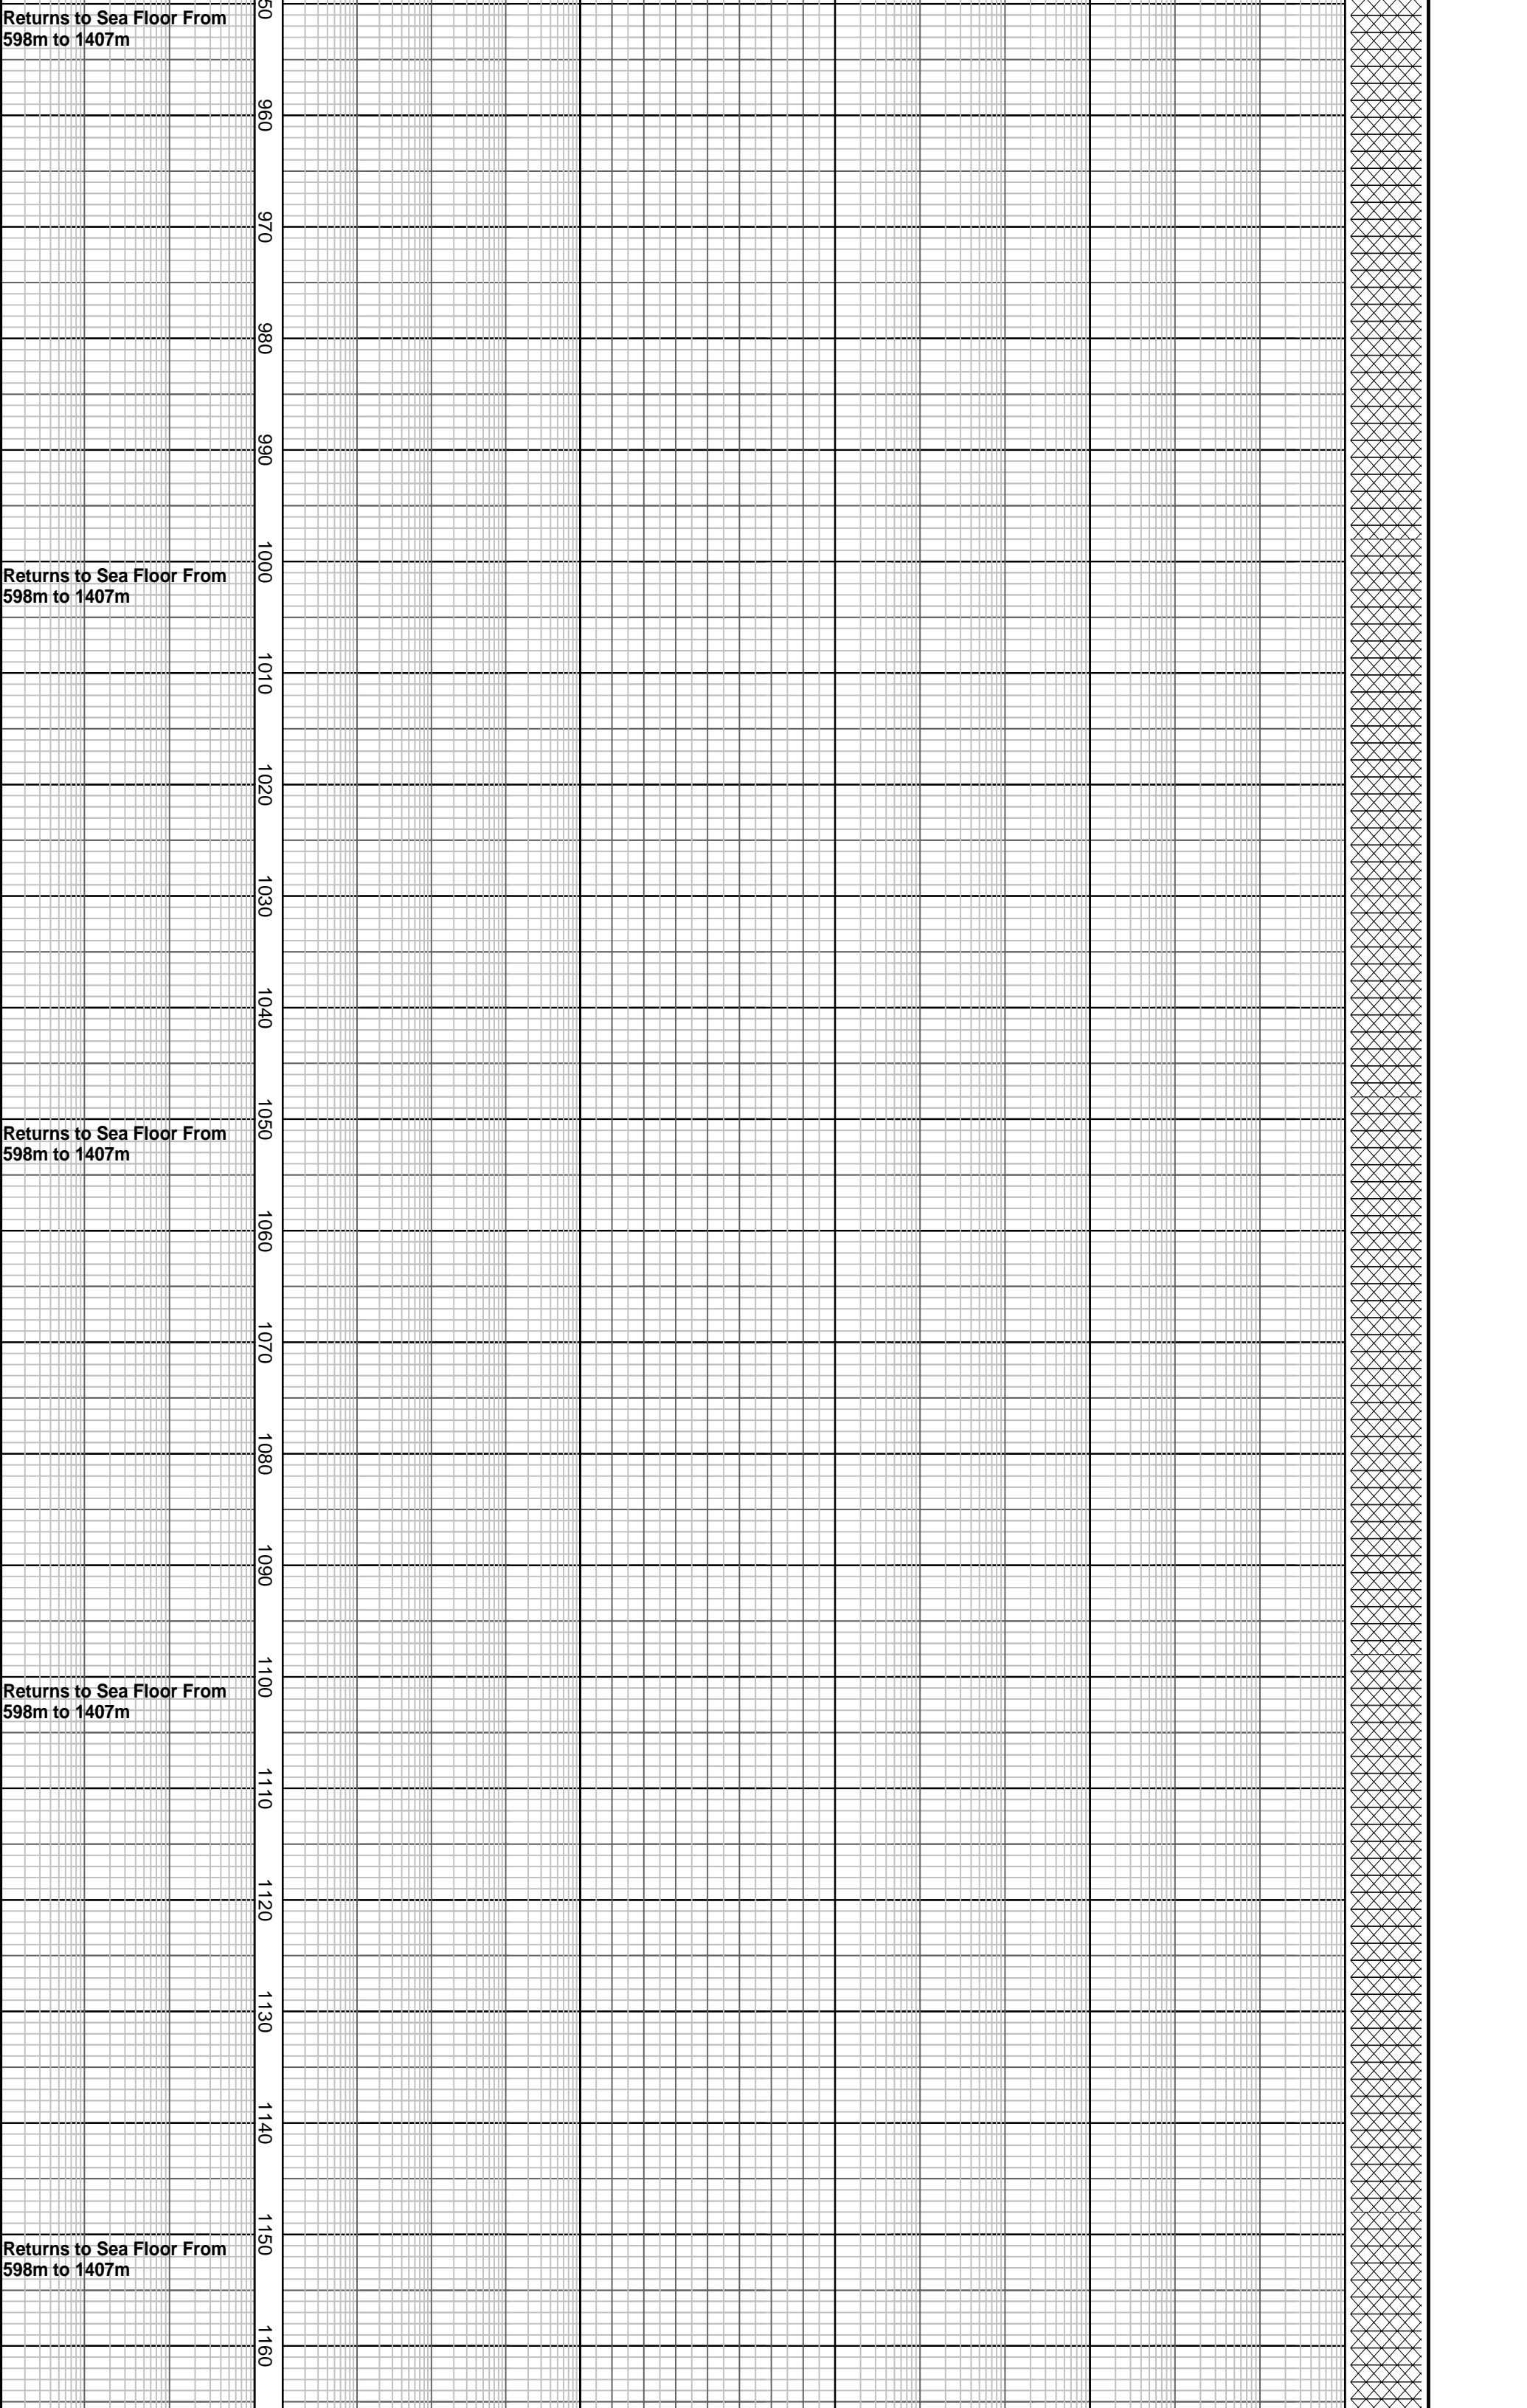 50
Returns to Sea Floor From
598m to 1407m
960
970
980
990
1000
Returns to Sea Floor From
598m to 1407m
1010
1020
1030
1040
1050
Returns to Sea Floor From
598m to 1407m
1060
1070
1080
1090
1100
Returns to Sea Floor From
598m to 1407m
1110
1120
1130
1140
1150
Returns to Sea Floor From
598m to 1407m
1160